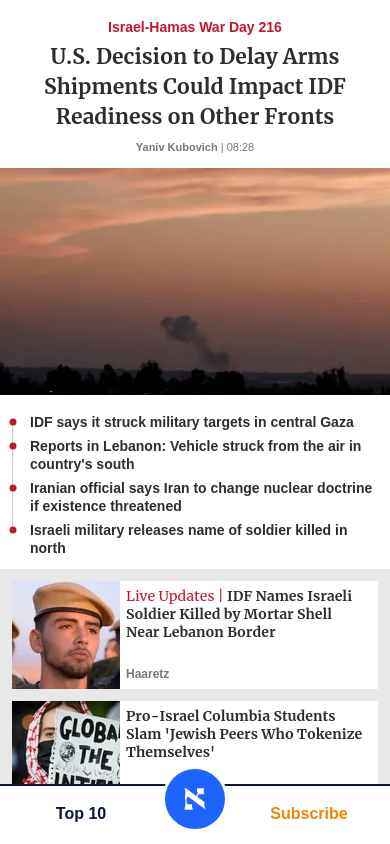 Israel-Hamas War Day 216
U.S. Decision to Delay Arms
Shipments Could Impact IDF
Readiness on Other Fronts
Yaniv Kubovich | 08:28
IDF says it struck military targets in central Gaza
Reports in Lebanon: Vehicle struck from the air in
country's south
Iranian official says Iran to change nuclear doctrine
if existence threatened
Israeli military releases name of soldier killed in
north
Live Updates | IDF Names Israeli
Soldier Killed by Mortar Shell
Near Lebanon Border
Haaretz
GLOBA
THE
Pro-Israel Columbia Students
Slam 'Jewish Peers Who Tokenize
Themselves'
Top 10
א
Subscribe